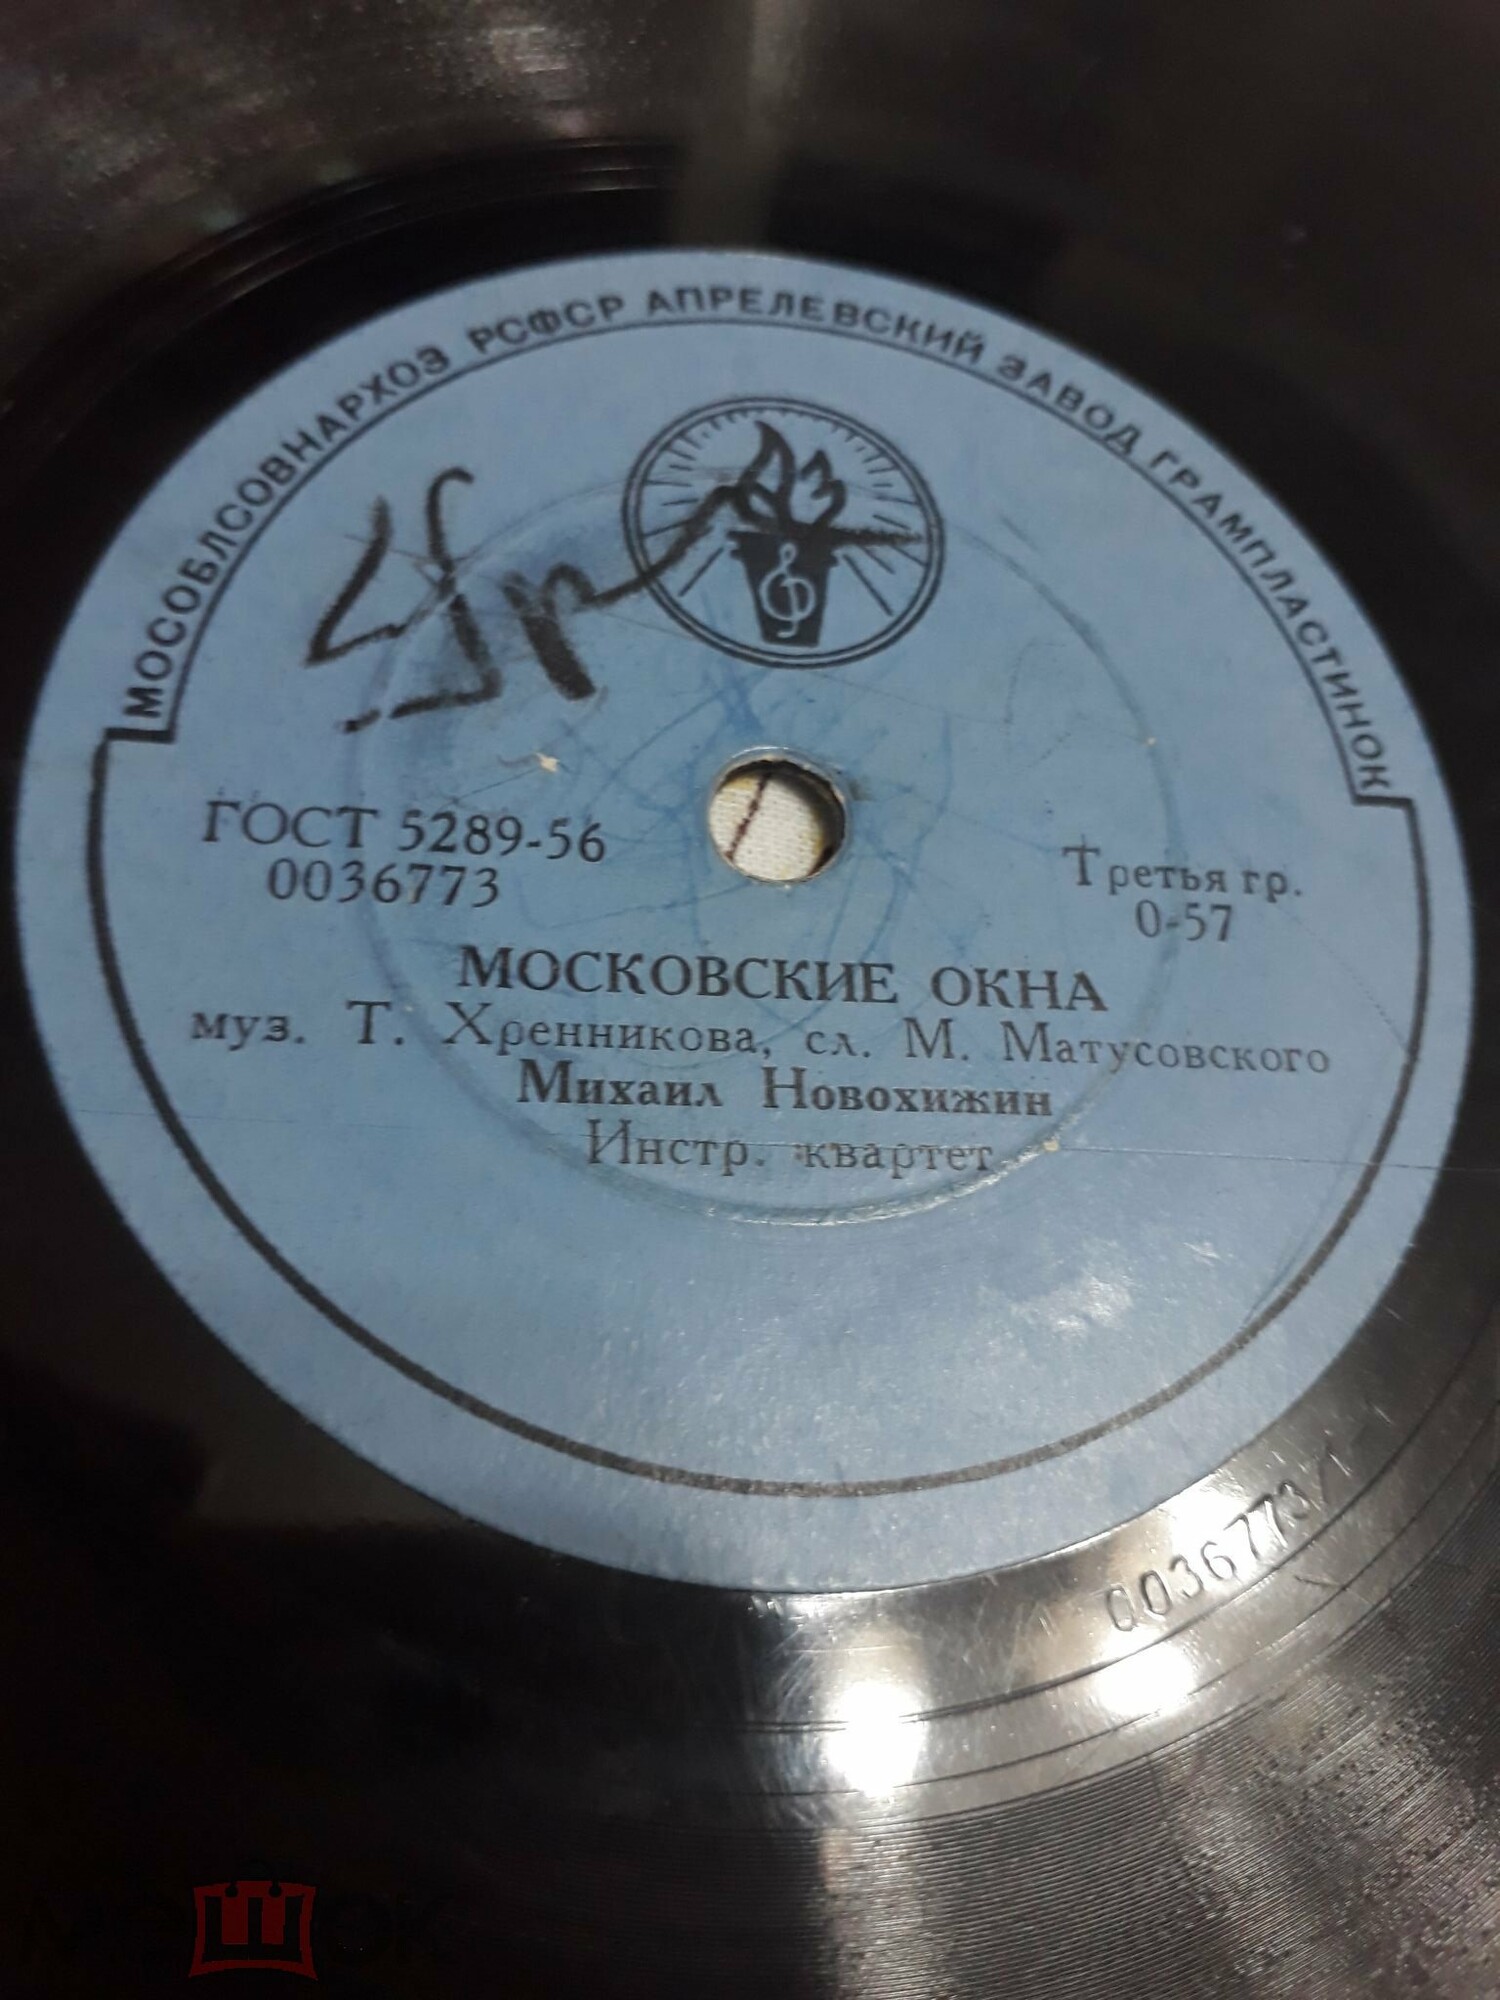 МОСОБЛСОВНАРХОЗ РСФСР АПРЕЛЕВСКИЙ ЗАВОД ГРАМПЛАСТИНОК
ГОСТ 5289-56
0036773
Третья гр.
0-57
МОСКОВСКИЕ ОКНА
муз. Т. Хренникова, сл. М. Матусовского
Михаил Новохижин
Инстр. квартет
0036773/1